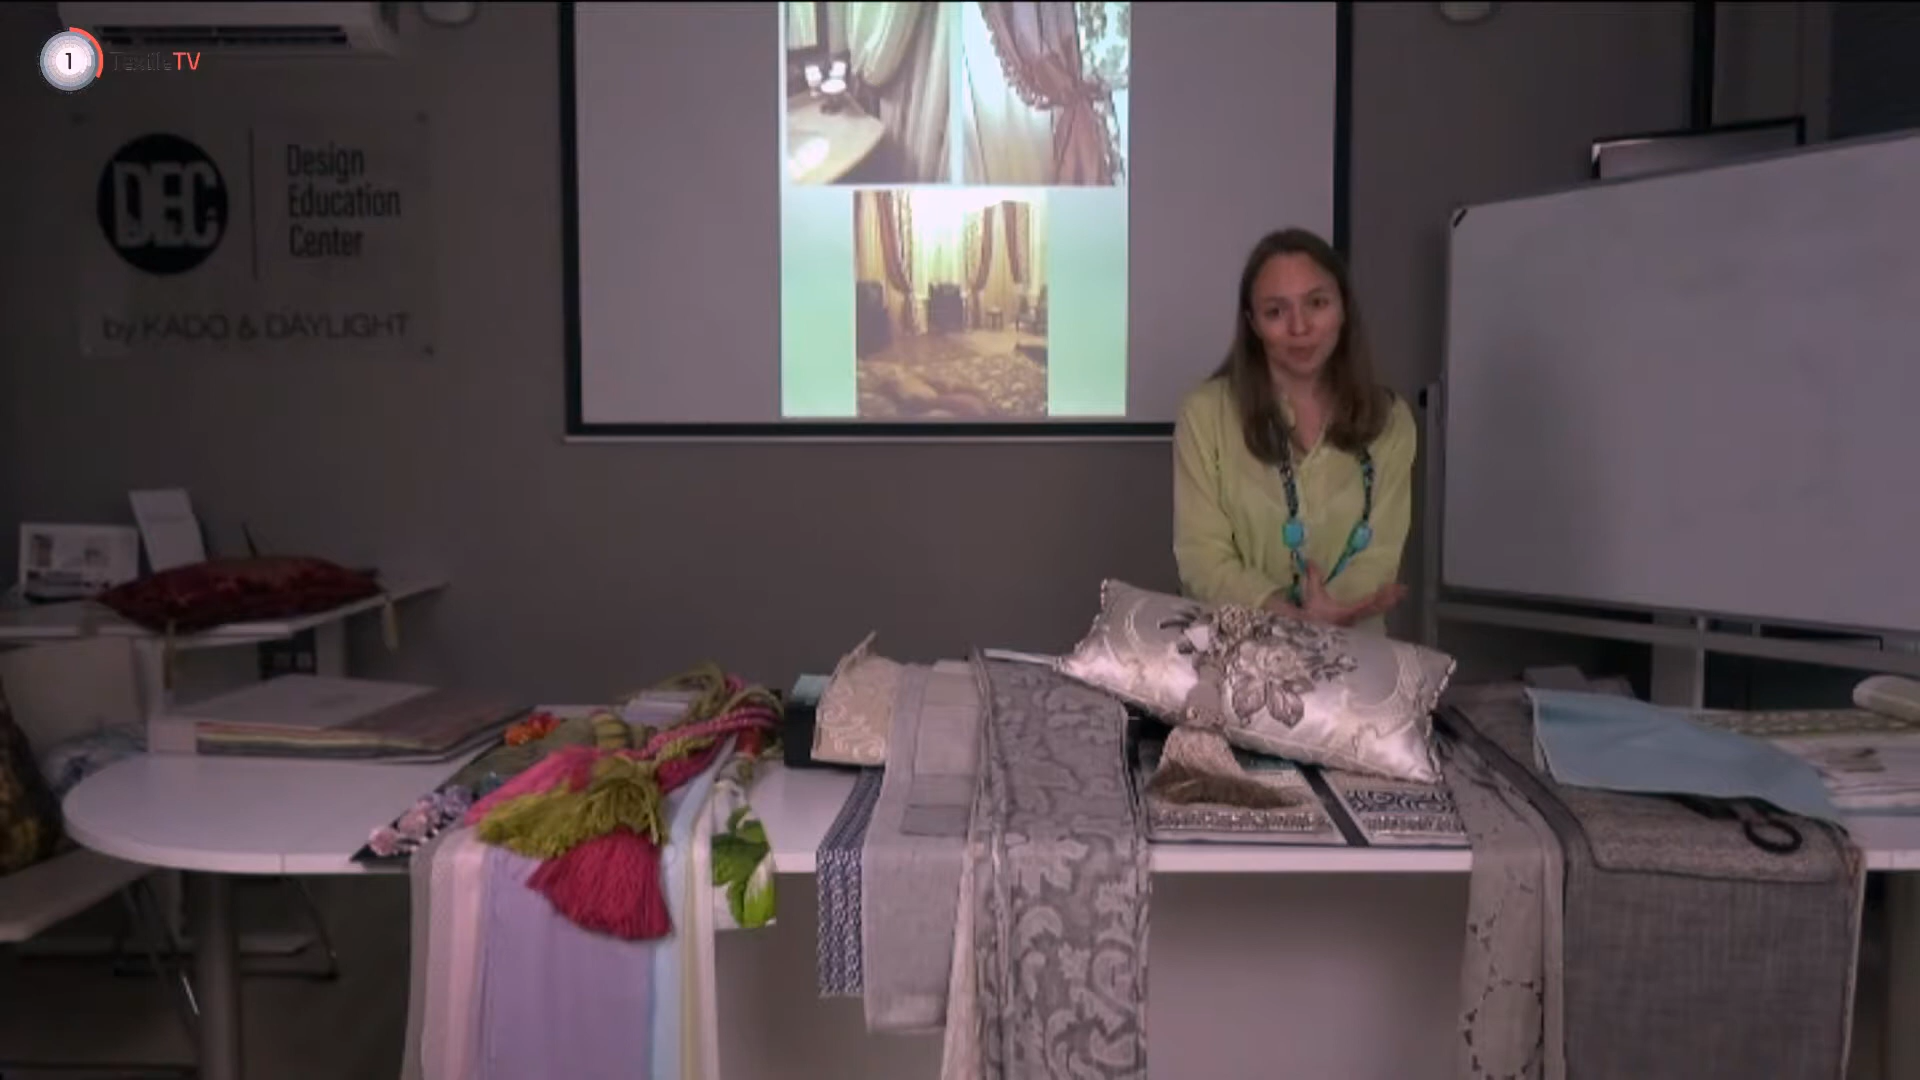 1 TextileTV
DEC
Design
Education
Center
by KADO & DAYLIGHT